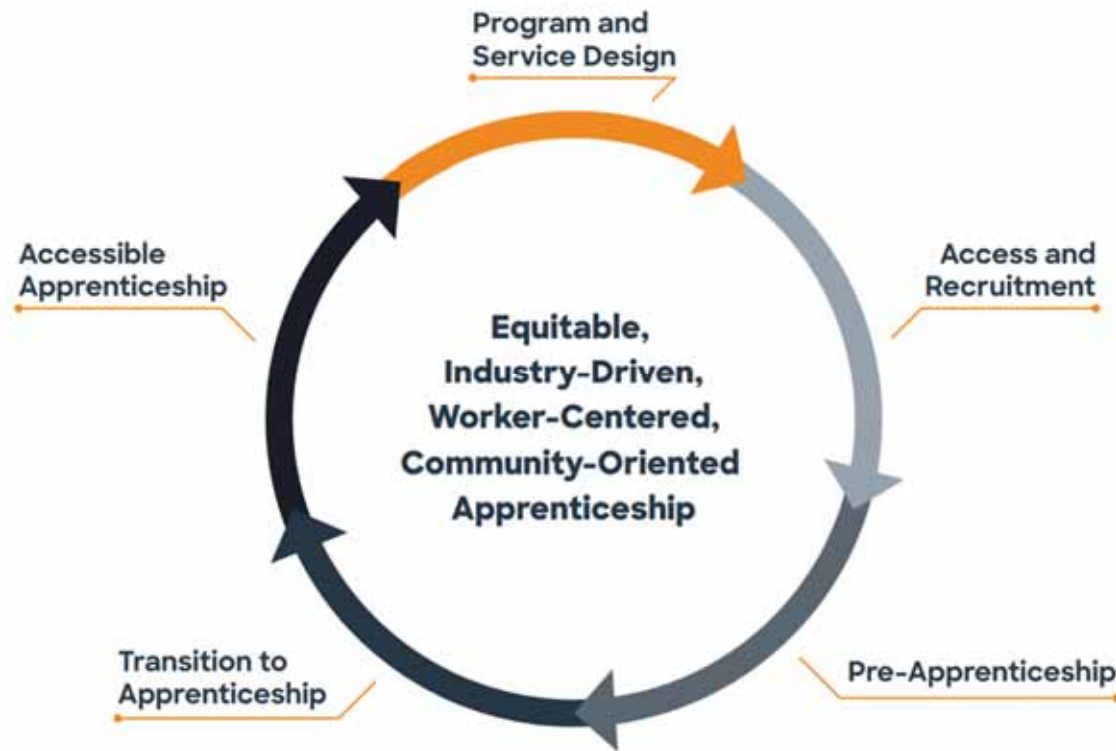 Program and
Service Design
Accessible
Apprenticeship
Access and
Recruitment
Equitable,
Industry-Driven,
Worker-Centered,
Community-Oriented
Apprenticeship
Transition to
Apprenticeship
Pre-Apprenticeship